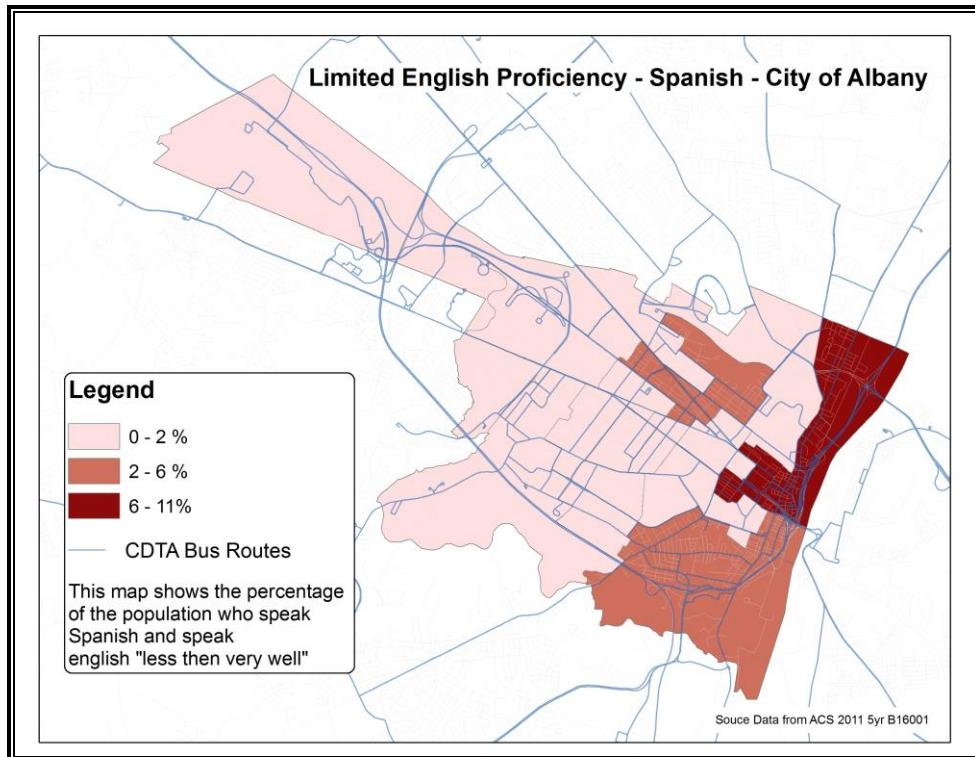 Limited English Proficiency - Spanish - City of Albany
Legend
0 - 2 %
2 - 6 %
6 - 11%
CDTA Bus Routes
This map shows the percentage
of the population who speak
Spanish and speak
english "less then very well"
Souce Data from ACS 2011 5yr B16001